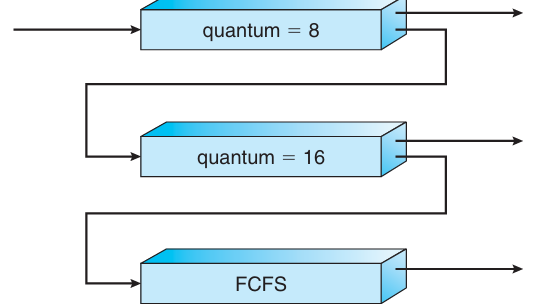 quantum = 8
quantum = 16
FCFS